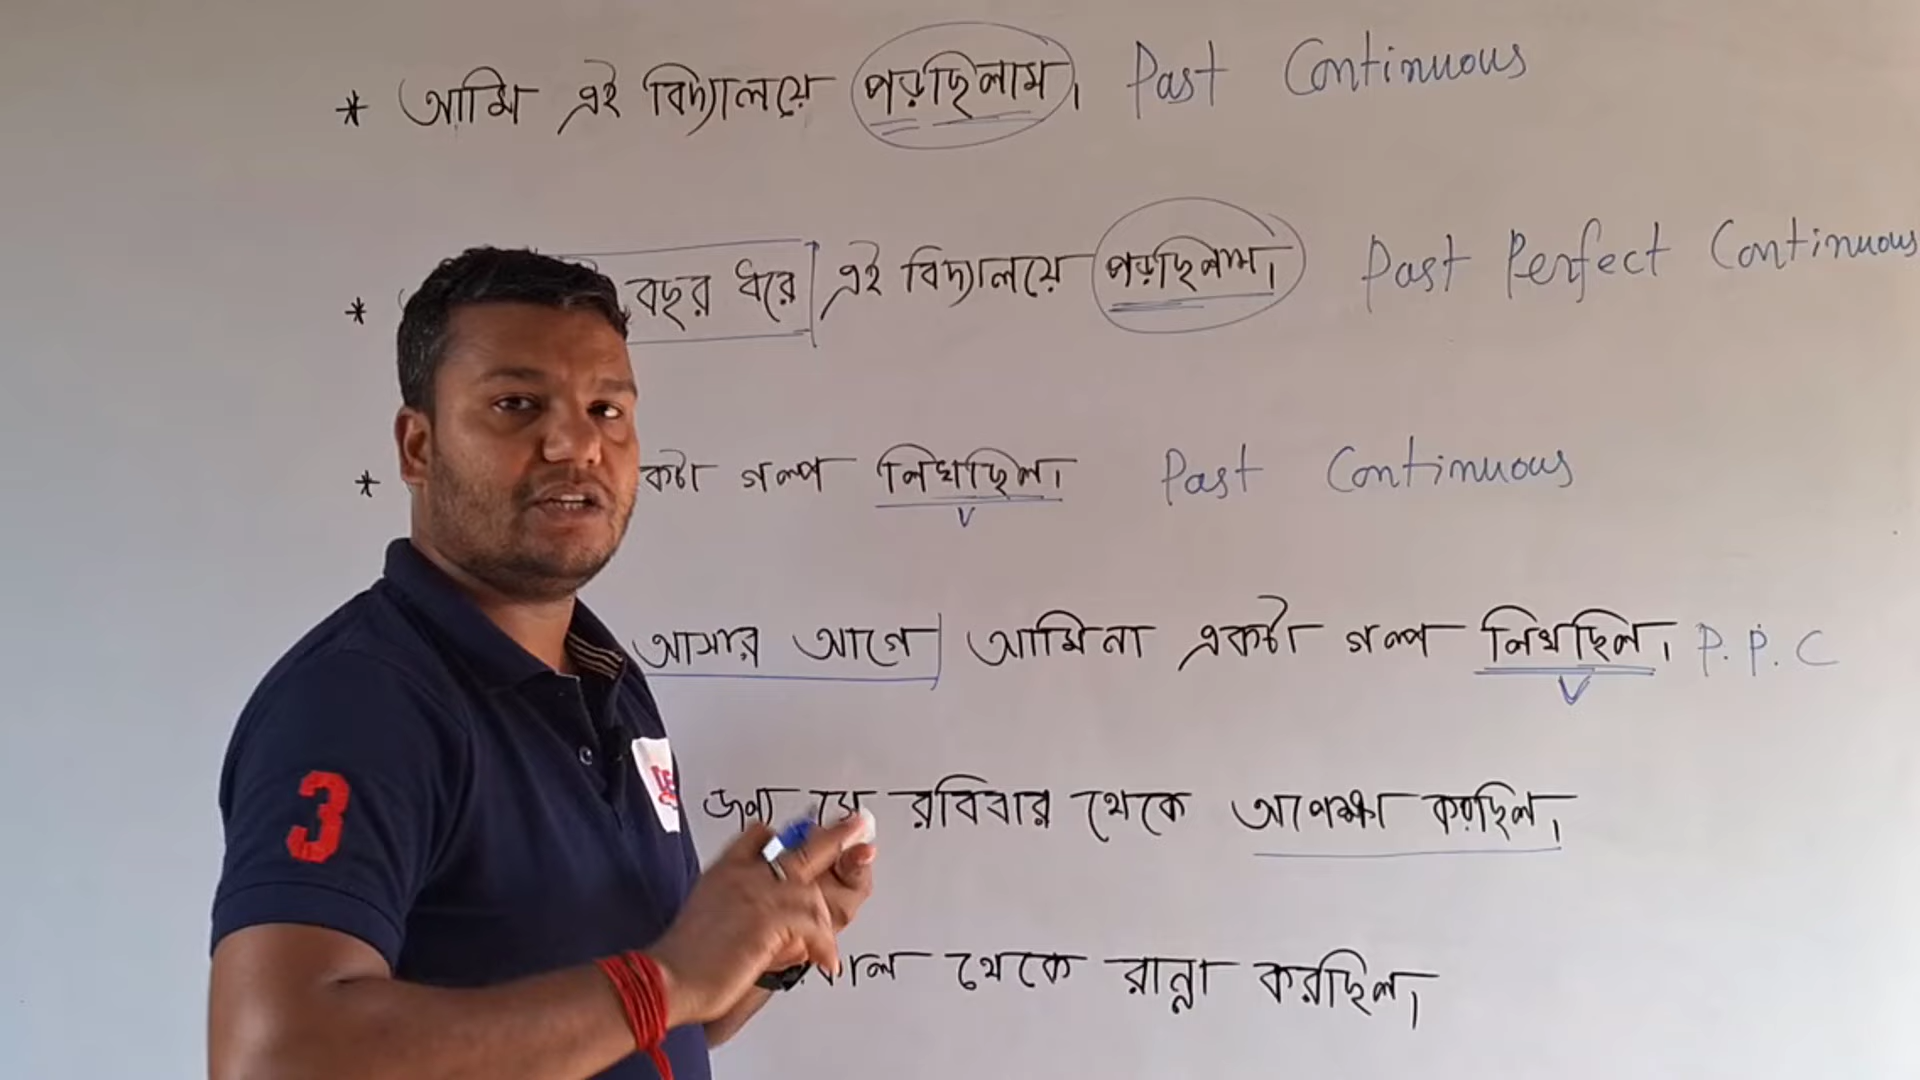 * আমি এই বিদ্যালয়ে পড়ছিলাম। Past Continuous
* বছর ধরে এই বিদ্যালয়ে পড়ছিলাম। Past Perfect Continuous
* গল্প লিখছিল। Past Continuous
আসার আগে আমিনা একটা গল্প লিখছিল। P.P.C
জন্য সে রবিবার থেকে অপেক্ষা করছিল।
থেকে রান্না করছিল।
3